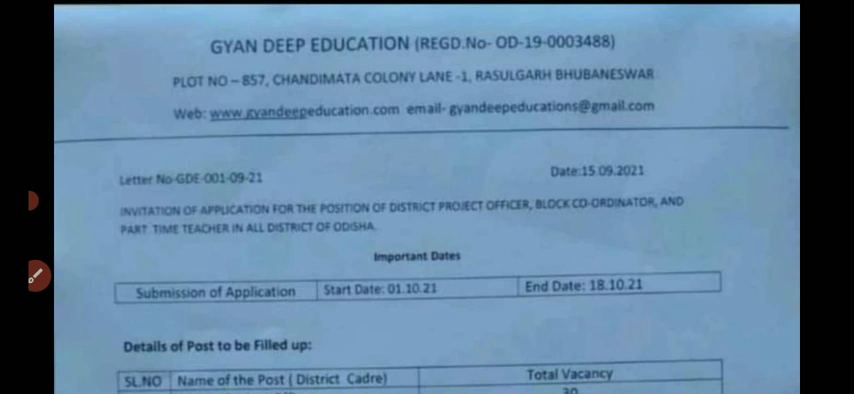 GYAN DEEP EDUCATION (REGD.No- OD-19-0003488)
PLOT NO – 857, CHANDIMATA COLONY LANE -1, RASULGARH BHUBANESWAR
Web: www.gyandeepeducation.com email- gyandeepeducations@gmail.com
Letter No-GDE-001-09-21 Date:15.09.2021
INVITATION OF APPLICATION FOR THE POSITION OF DISTRICT PROJECT OFFICER, BLOCK CO-ORDINATOR, AND
PART TIME TEACHER IN ALL DISTRICT OF ODISHA.
Important Dates
Submission of Application Start Date: 01.10.21 End Date: 18.10.21
Details of Post to be Filled up:
SL.NO Name of the Post ( District Cadre) Total Vacancy
30